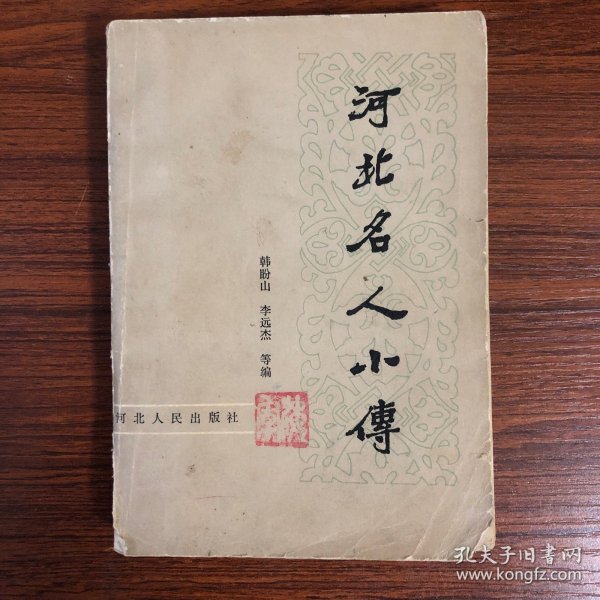 河北名人小傳
韩盼山 李远杰 等编
河北人民出版社
孔夫子旧书网
www.kongfz.com